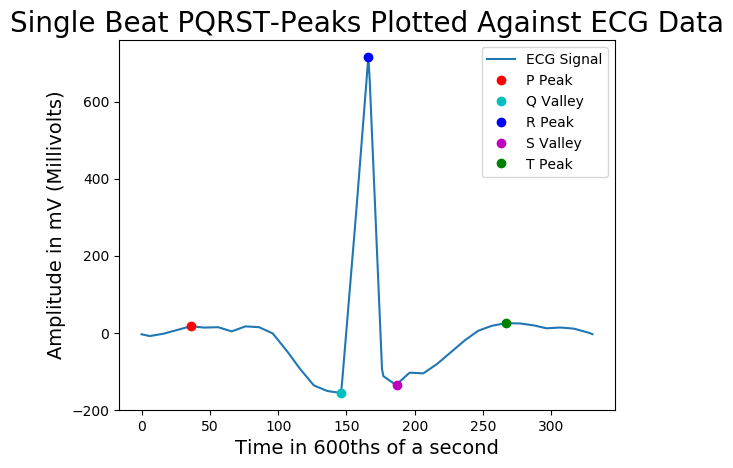 Single Beat PQRST-Peaks Plotted Against ECG Data
Amplitude in mV (Millivolts)
600
400
200
0
−200
ECG Signal
P Peak
Q Valley
R Peak
S Valley
T Peak
0 50 100 150 200 250 300
Time in 600ths of a second